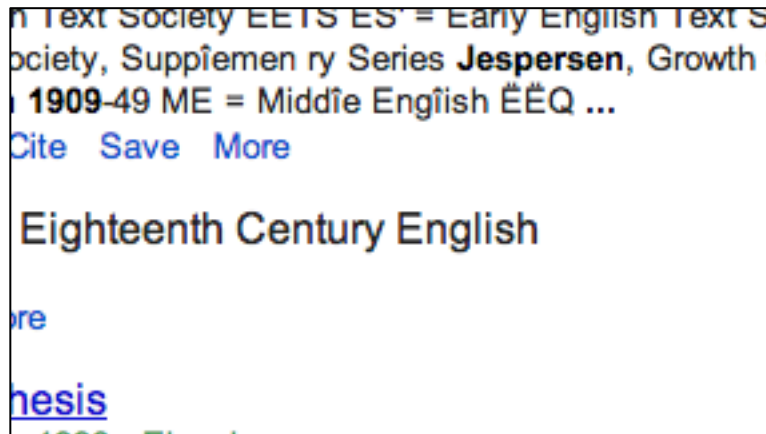 n Text Society EETS ES' = Early English Text S
ociety, Suppîemen ry Series Jespersen, Growth
1909-49 ME = Middîe Engîish ËËQ ...
Cite Save More
Eighteenth Century English
ore
hesis